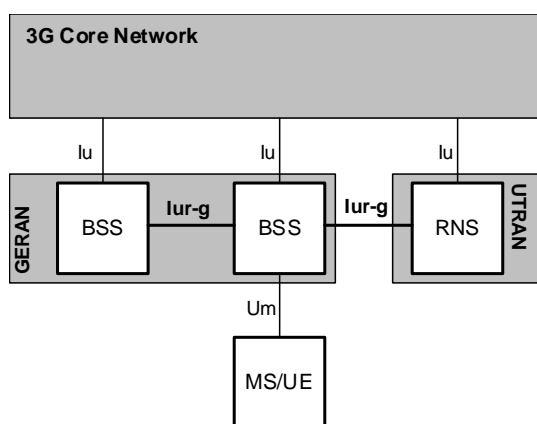 3G Core Network
Iu
Iu
Iu
GERAN
BSS
Iur-g
BSS
Iur-g
RNS
UTRAN
Um
MS/UE